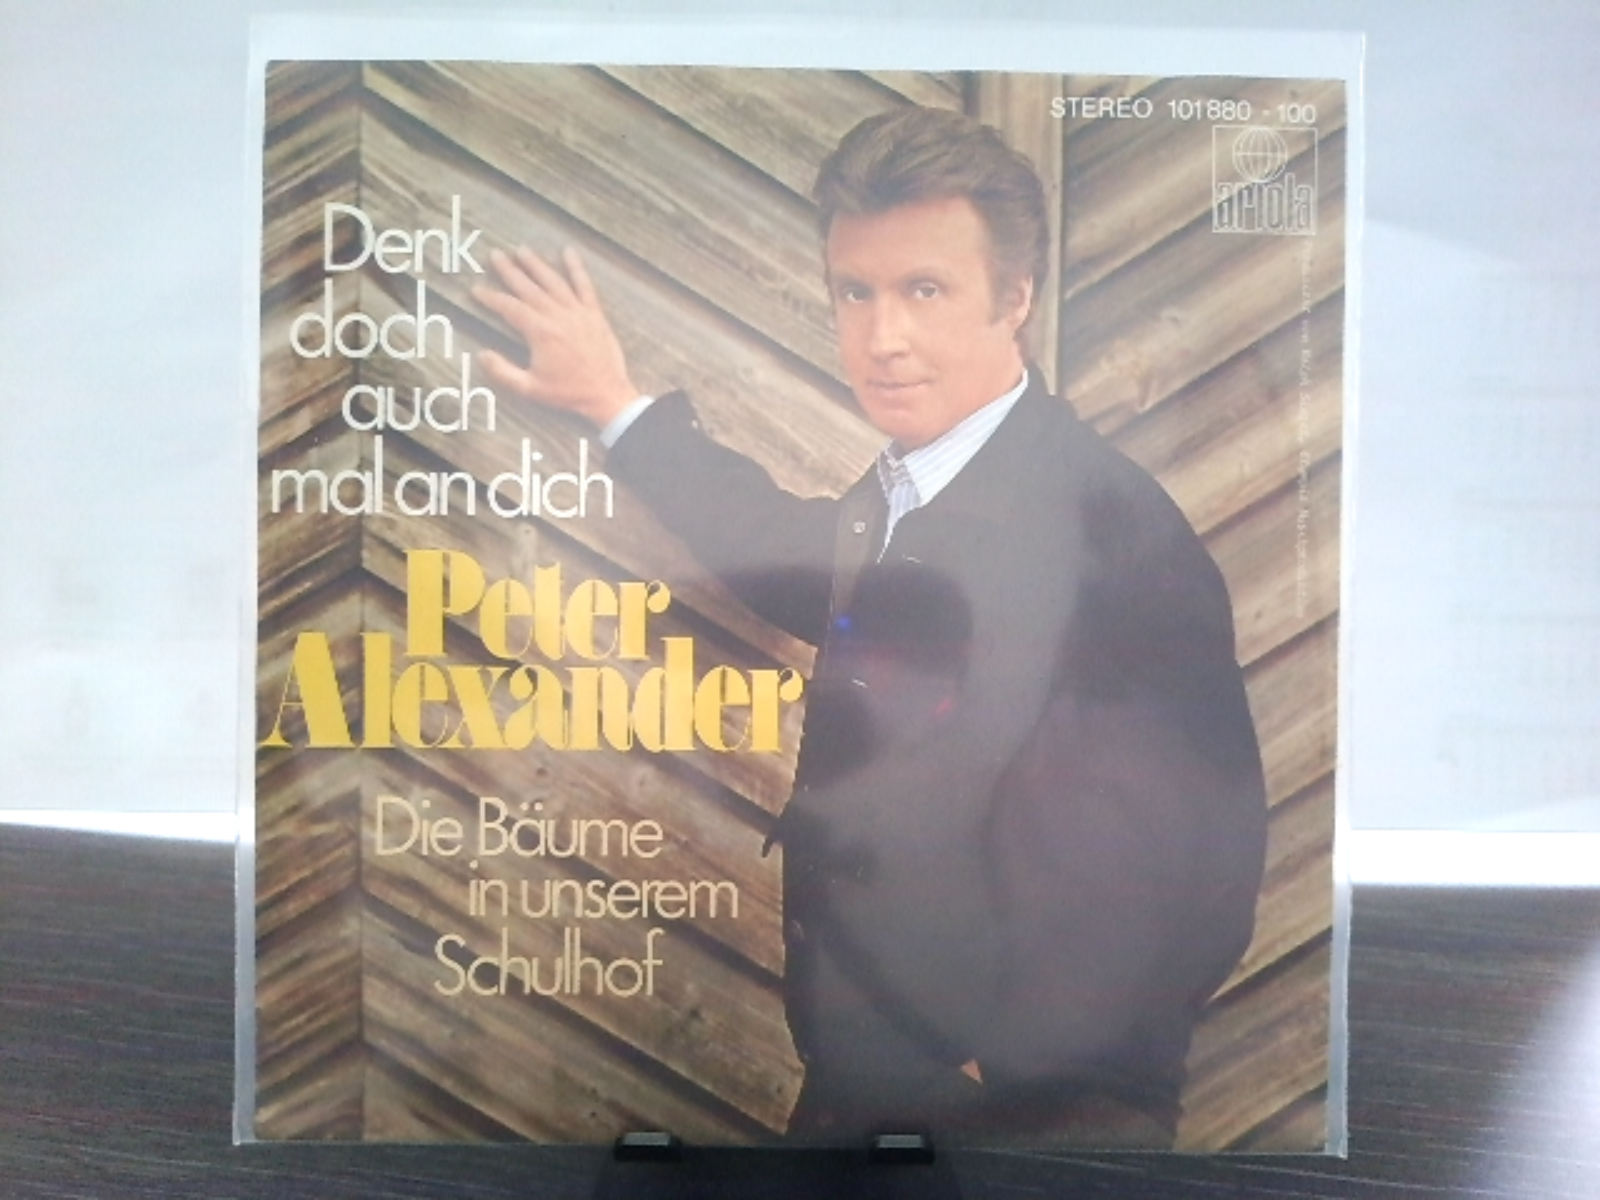 STEREO 101880 - 100
ariola
Denk
doch
auch
mal an dich
Peter
Alexander
Die Bäume
in unserem
Schulhof